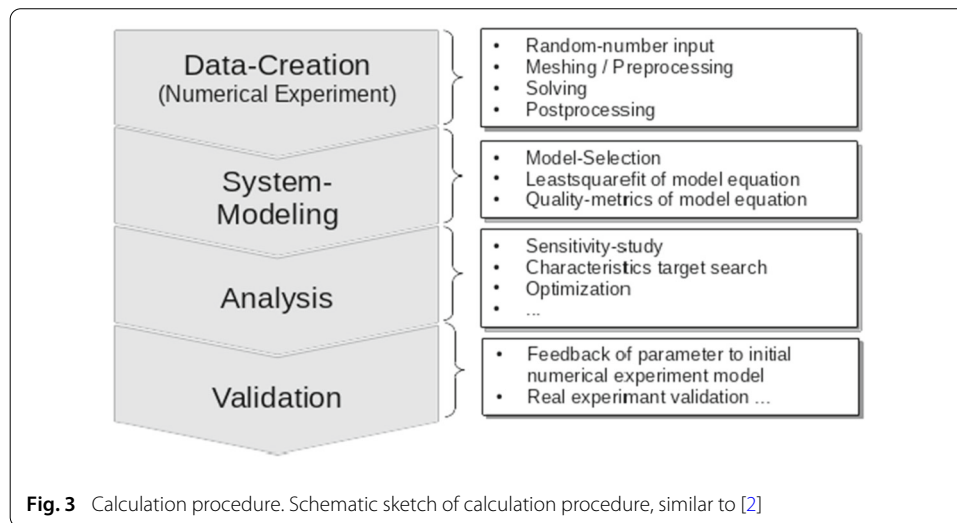 Data-Creation
(Numerical Experiment)
• Random-number input
• Meshing / Preprocessing
• Solving
• Postprocessing
System-
Modeling
• Model-Selection
• Leastsquarefit of model equation
• Quality-metrics of model equation
Analysis
• Sensitivity-study
• Characteristics target search
• Optimization
• ...
Validation
• Feedback of parameter to initial
numerical experiment model
• Real experimant validation ...
Fig. 3 Calculation procedure. Schematic sketch of calculation procedure, similar to [2]